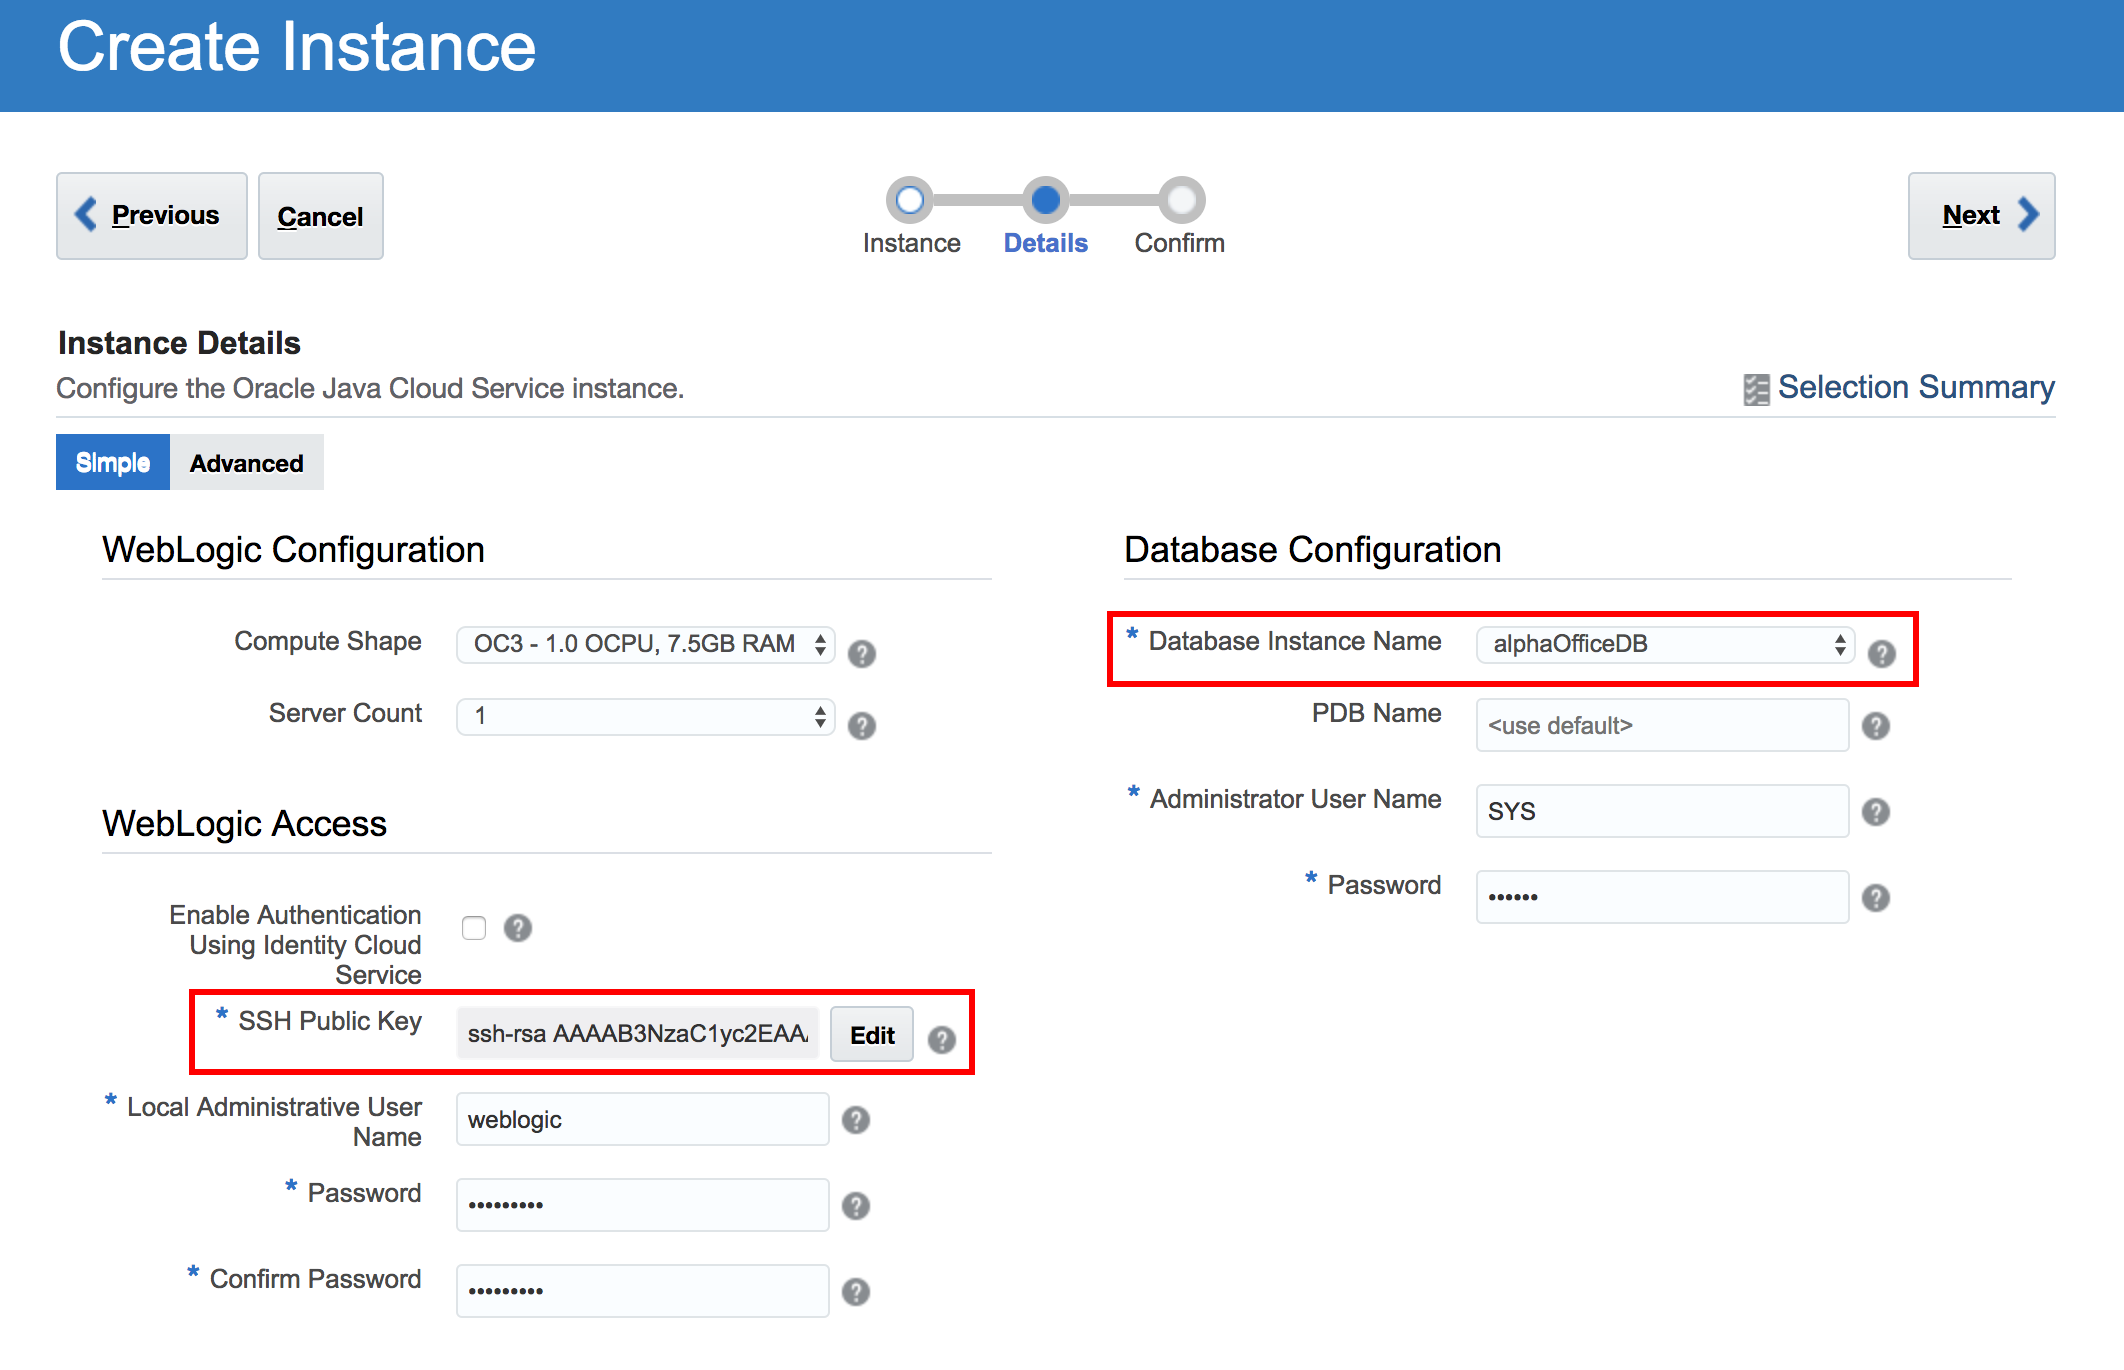 Create Instance
Previous
Cancel
Instance
Details
Confirm
Next
Instance Details
Configure the Oracle Java Cloud Service instance.
Selection Summary
Simple
Advanced
WebLogic Configuration
Compute Shape
OC3 - 1.0 OCPU, 7.5GB RAM
?
Server Count
1
?
WebLogic Access
Enable Authentication
Using Identity Cloud
Service
?
* SSH Public Key
ssh-rsa AAAAB3NzaC1yc2EAA
Edit
?
* Local Administrative User
Name
weblogic
?
* Password
•••••••••
?
* Confirm Password
•••••••••
?
Database Configuration
* Database Instance Name
alphaOfficeDB
?
PDB Name
<use default>
?
* Administrator User Name
SYS
?
* Password
••••••
?